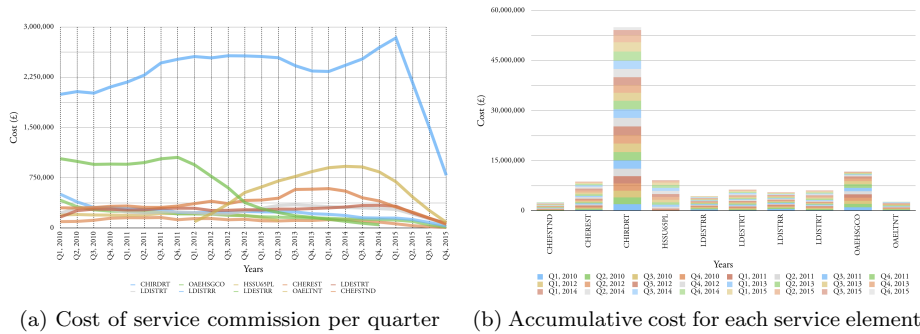 3,000,000
2,250,000
1,500,000
750,000
0
Cost (£)
Q1, 2010
Q2, 2010
Q3, 2010
Q4, 2010
Q1, 2011
Q2, 2011
Q3, 2011
Q4, 2011
Q1, 2012
Q2, 2012
Q3, 2012
Q4, 2012
Q1, 2013
Q2, 2013
Q3, 2013
Q4, 2013
Q1, 2014
Q2, 2014
Q3, 2014
Q4, 2014
Q1, 2015
Q2, 2015
Q3, 2015
Q4, 2015
Years
CHIRDRT OAEHSGCO HSSU65PL CHEREST LDISTRT
LDISTRT LDISTRR LDISTRR OAELTNT CHEFSTND
(a) Cost of service commission per quarter
60,000,000
45,000,000
30,000,000
15,000,000
0
Cost (£)
CHEFSTND
CHEREST
CHIRDRT
HSSU65PL
LDISTRR
LDISTRT
LDISTRR
LDISTRT
OAEHSGCO
OAELTNT
Years
Q1, 2010 Q2, 2010 Q3, 2010 Q4, 2010 Q1, 2011 Q2, 2011 Q3, 2011 Q4, 2011
Q1, 2012 Q2, 2012 Q3, 2012 Q4, 2012 Q1, 2013 Q2, 2013 Q3, 2013 Q4, 2013
Q1, 2014 Q2, 2014 Q3, 2014 Q4, 2014 Q1, 2015 Q2, 2015 Q3, 2015 Q4, 2015
(b) Accumulative cost for each service element